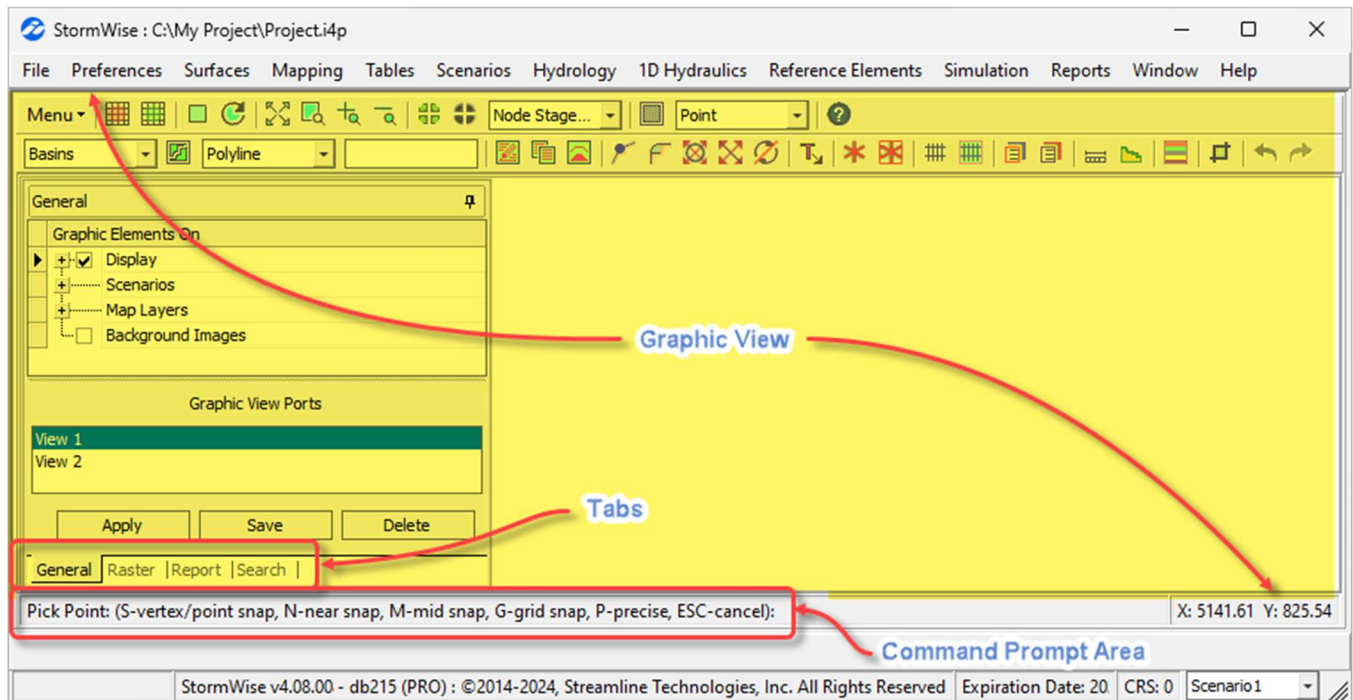 StormWise : C:\My Project\Project.i4p
File Preferences Surfaces Mapping Tables Scenarios Hydrology 1D Hydraulics Reference Elements Simulation Reports Window Help
Menu Node Stage... Point
Basins Polyline
General
Graphic Elements On
Display
Scenarios
Map Layers
Background Images
Graphic View
Graphic View Ports
View 1
View 2
Tabs
Apply Save Delete
General Raster |Report |Search |
Pick Point: (S-vertex/point snap, N-near snap, M-mid snap, G-grid snap, P-precise, ESC-cancel): X: 5141.61 Y: 825.54
Command Prompt Area
StormWise v4.08.00 - db215 (PRO) : ©2014-2024, Streamline Technologies, Inc. All Rights Reserved Expiration Date: 20 CRS: 0 Scenario1